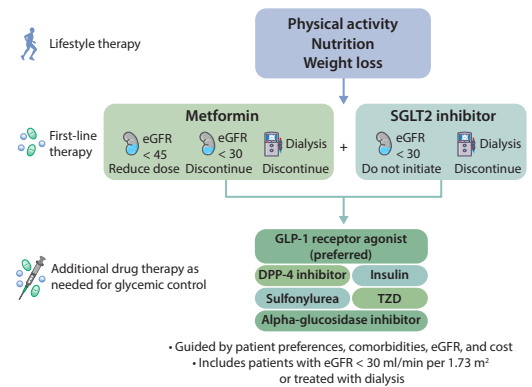 Lifestyle therapy
Physical activity
Nutrition
Weight loss
First-line
therapy
Metformin
eGFR
< 45
Reduce dose
eGFR
< 30
Discontinue
Dialysis
Discontinue
+
SGLT2 inhibitor
eGFR
< 30
Do not initiate
Dialysis
Discontinue
Additional drug therapy as
needed for glycemic control
GLP-1 receptor agonist
(preferred)
DPP-4 inhibitor
Insulin
Sulfonylurea
TZD
Alpha-glucosidase inhibitor
• Guided by patient preferences, comorbidities, eGFR, and cost
• Includes patients with eGFR < 30 ml/min per 1.73 m²
or treated with dialysis